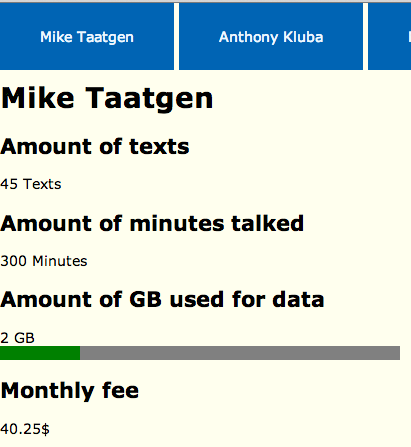 Mike Taatgen Anthony Kluba
Mike Taatgen
Amount of texts
45 Texts
Amount of minutes talked
300 Minutes
Amount of GB used for data
2 GB
Monthly fee
40.25$